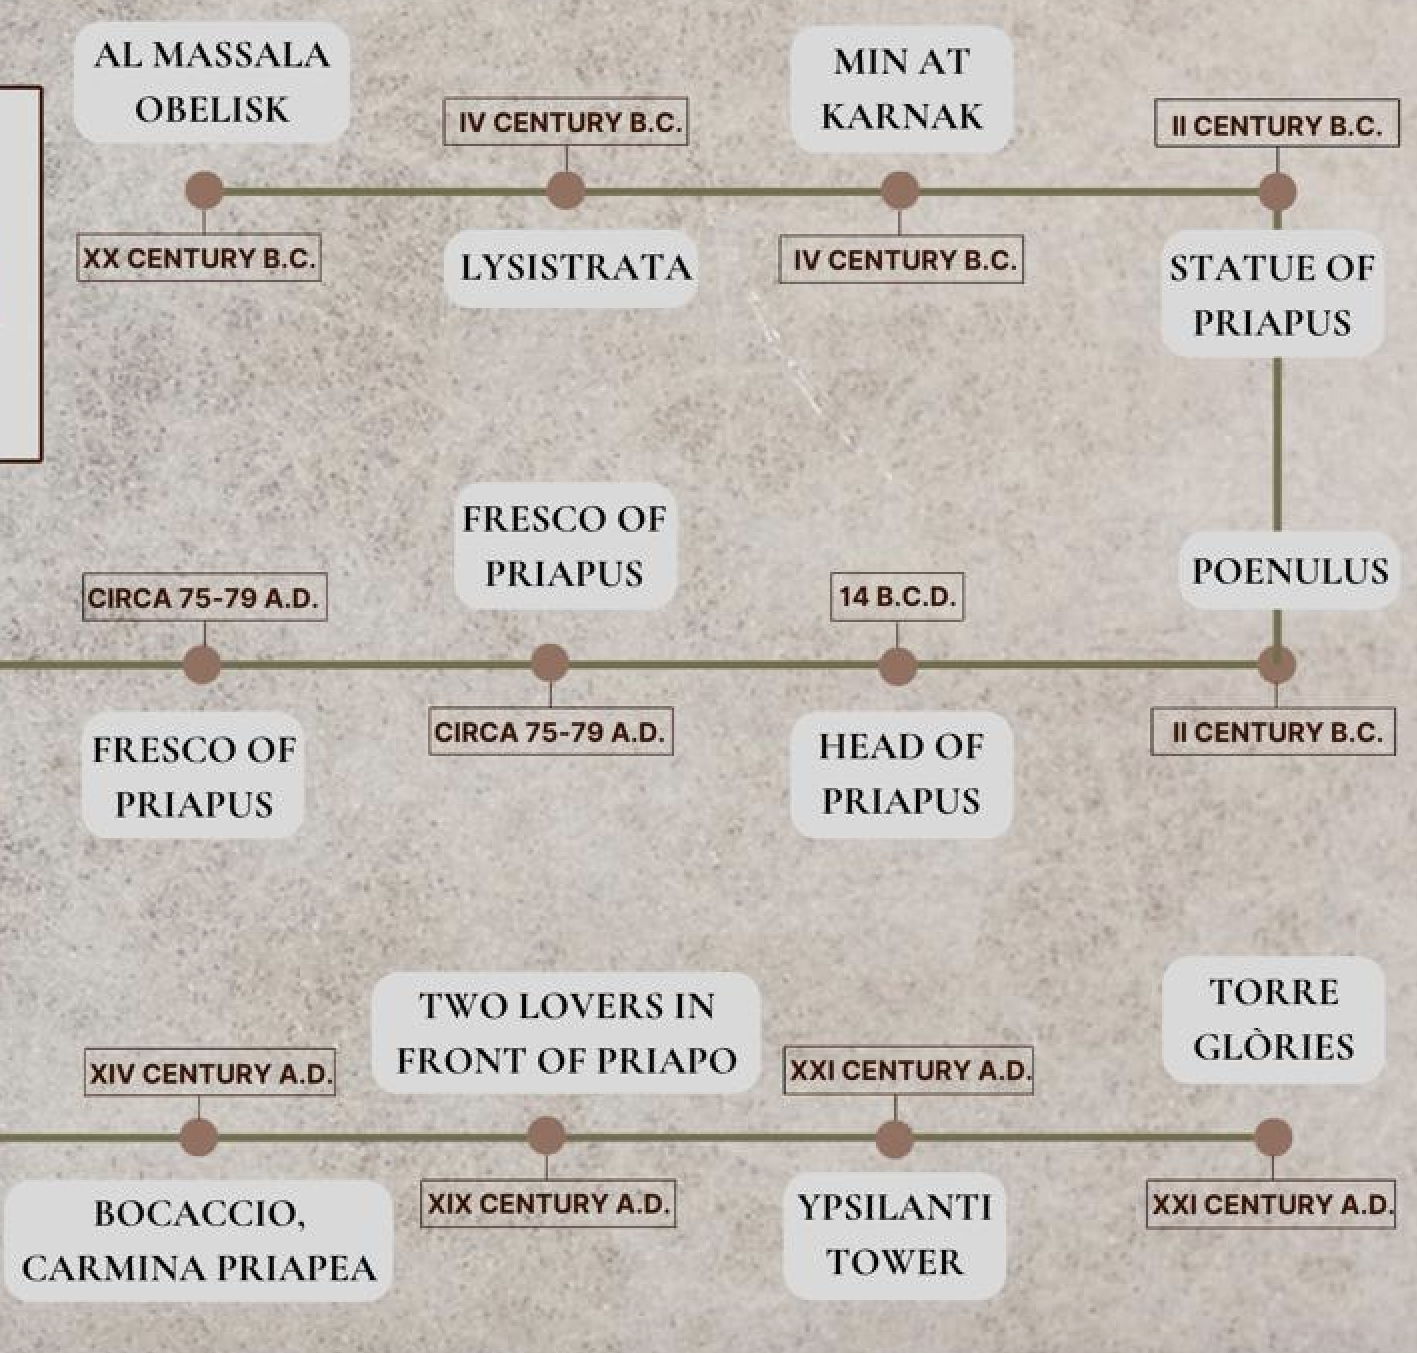 AL MASSALA
OBELISK
XX CENTURY B.C.
IV CENTURY B.C.
LYSISTRATA
MIN AT
KARNAK
IV CENTURY B.C.
II CENTURY B.C.
STATUE OF
PRIAPUS
POENULUS
II CENTURY B.C.
14 B.C.D.
HEAD OF
PRIAPUS
FRESCO OF
PRIAPUS
CIRCA 75-79 A.D.
CIRCA 75-79 A.D.
FRESCO OF
PRIAPUS
XIV CENTURY A.D.
BOCACCIO,
CARMINA PRIAPEA
TWO LOVERS IN
FRONT OF PRIAPO
XIX CENTURY A.D.
XXI CENTURY A.D.
YPSILANTI
TOWER
TORRE
GLÒRIES
XXI CENTURY A.D.